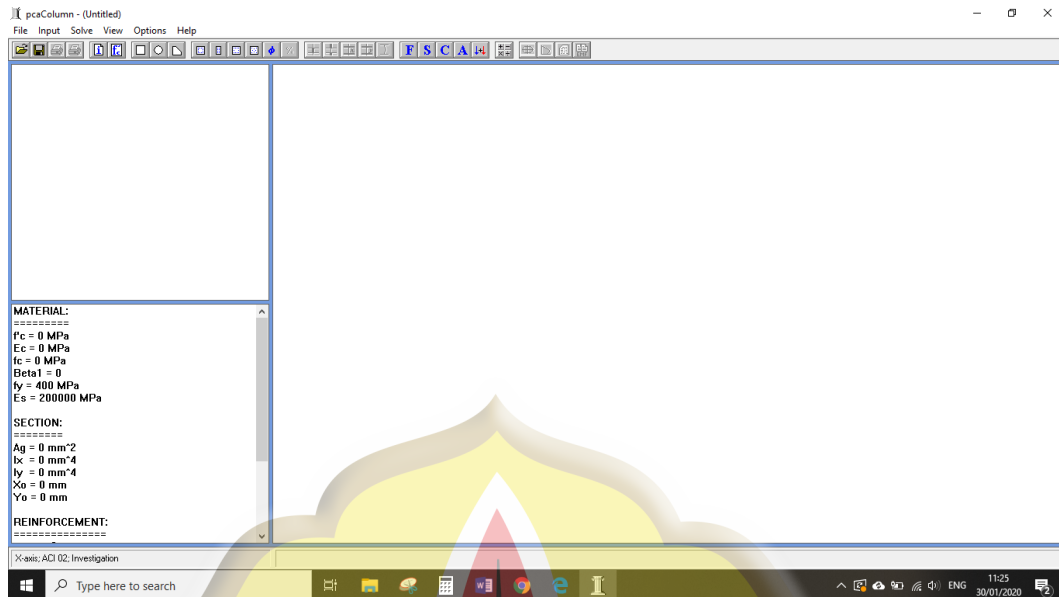 pcaColumn - (Untitled)
File Input Solve View Options Help
F S C A
MATERIAL:
=========
f'c = 0 MPa
Ec = 0 MPa
fc = 0 MPa
Beta1 = 0
fy = 400 MPa
Es = 200000 MPa
SECTION:
========
Ag = 0 mm^2
Ix = 0 mm^4
Iy = 0 mm^4
Xo = 0 mm
Yo = 0 mm
REINFORCEMENT:
===============
X-axis; ACI 02; Investigation
Type here to search
ENG
11:25
30/01/2020
2